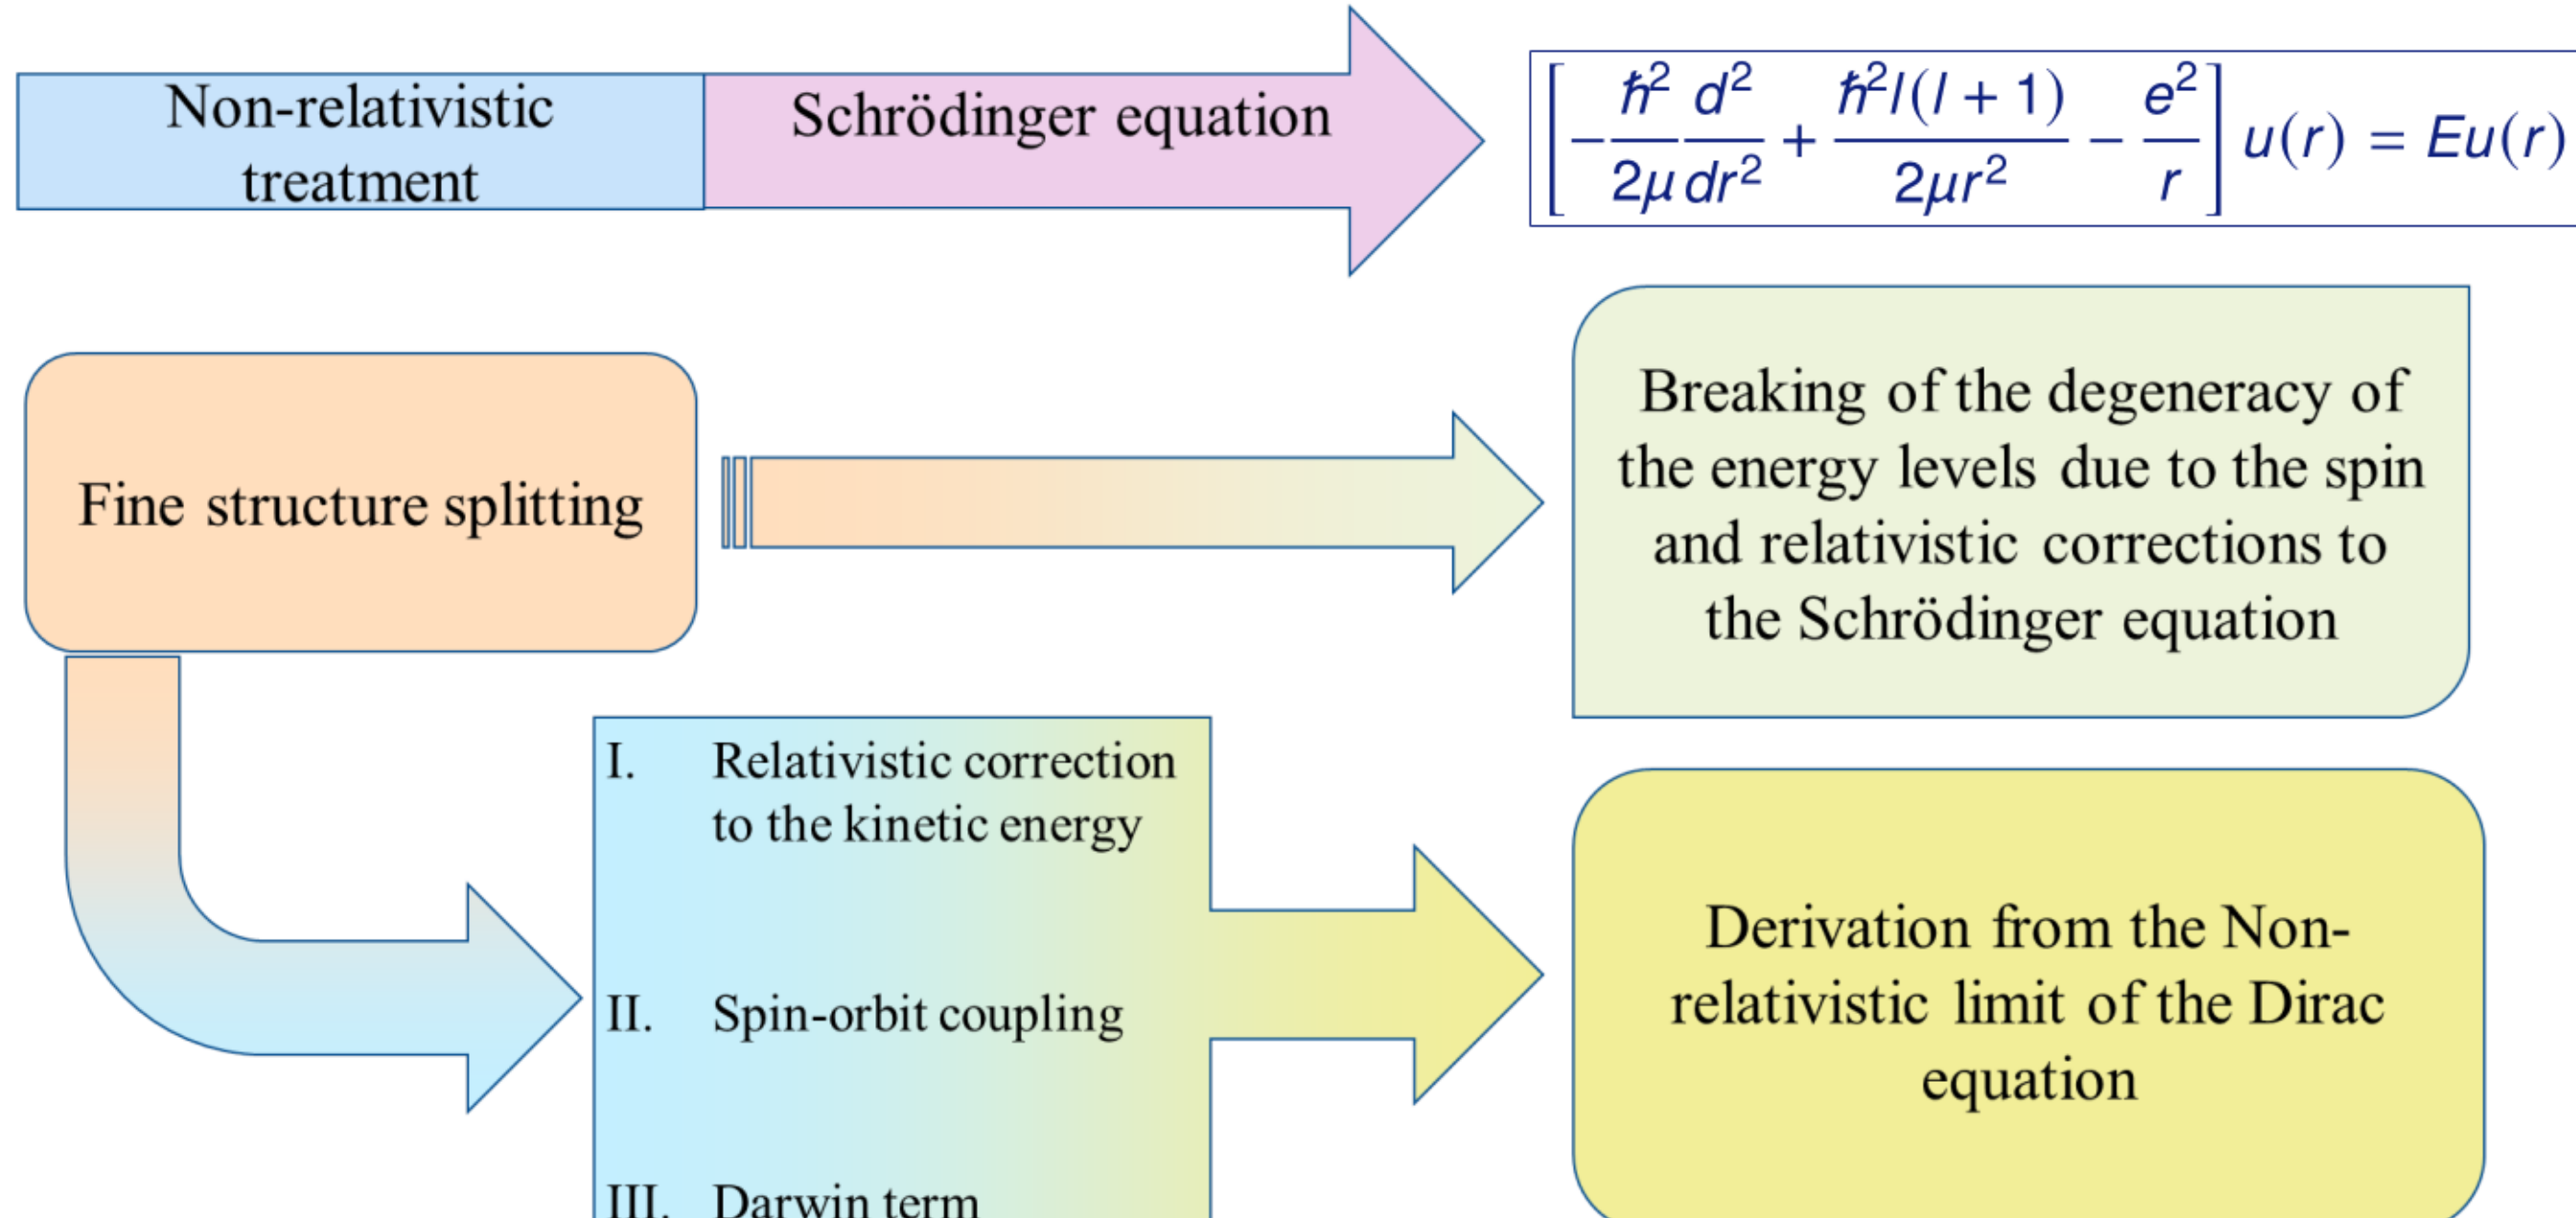 Non-relativistic
treatment
Schrödinger equation
[-ħ²/2μ d²/dr² + ħ²l(l + 1)/2μr² - e²/r] u(r) = Eu(r)
Fine structure splitting
Breaking of the degeneracy of
the energy levels due to the spin
and relativistic corrections to
the Schrödinger equation
I. Relativistic correction
to the kinetic energy
II. Spin-orbit coupling
III. Darwin term
Derivation from the Non-
relativistic limit of the Dirac
equation